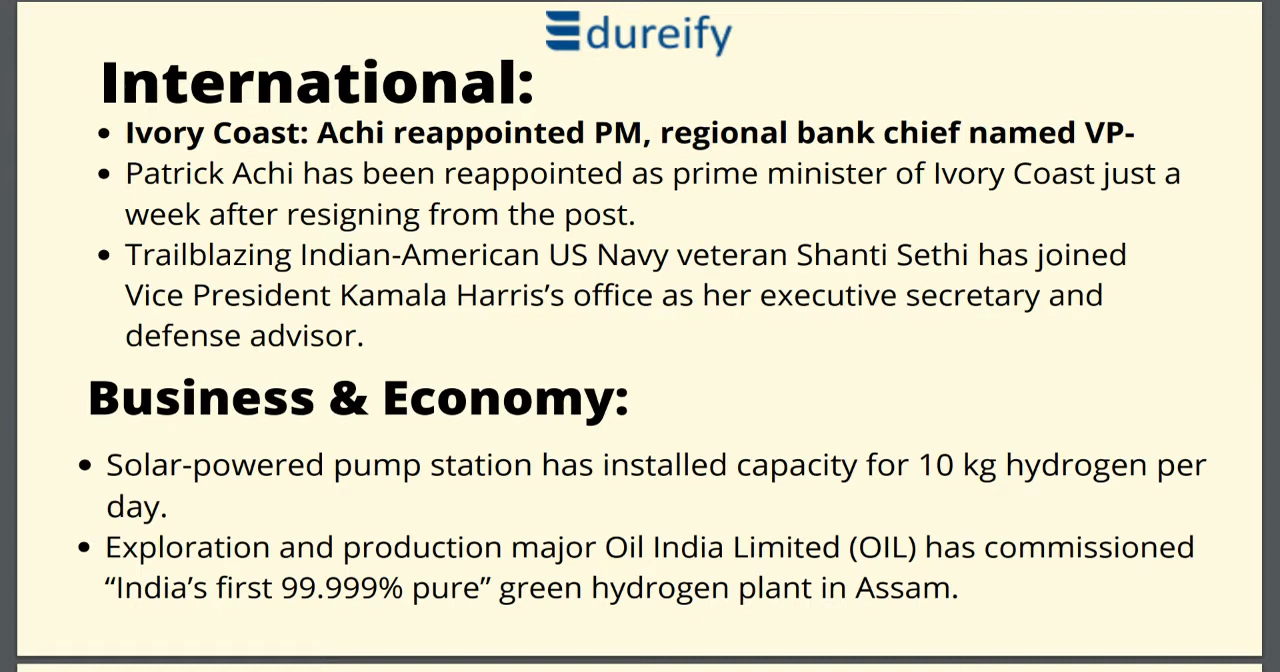 Edureify
International:
• Ivory Coast: Achi reappointed PM, regional bank chief named VP-
• Patrick Achi has been reappointed as prime minister of Ivory Coast just a
week after resigning from the post.
• Trailblazing Indian-American US Navy veteran Shanti Sethi has joined
Vice President Kamala Harris’s office as her executive secretary and
defense advisor.
Business & Economy:
• Solar-powered pump station has installed capacity for 10 kg hydrogen per
day.
• Exploration and production major Oil India Limited (OIL) has commissioned
“India’s first 99.999% pure” green hydrogen plant in Assam.